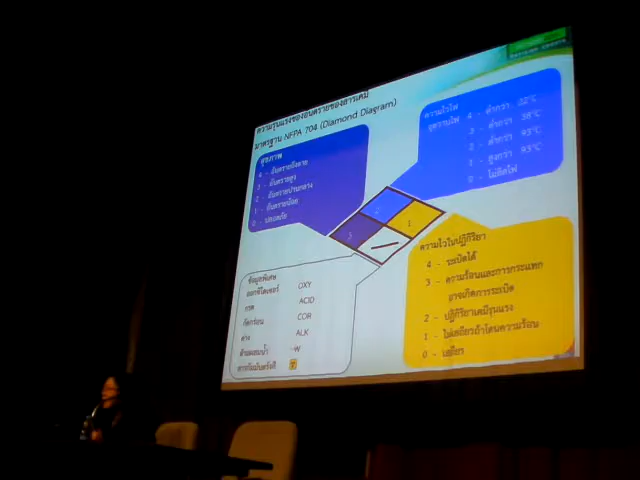 ความรุนแรงของอันตรายของสารเคมี
มาตรฐาน NFPA 704 (Diamond Diagram)
สุขภาพ
4 - อันตรายถึงตาย
3 - อันตรายสูง
2 - อันตรายปานกลาง
1 - อันตรายน้อย
0 - ปลอดภัย
ความไวไฟ
จุดวาบไฟ 4 - ต่ำกว่า 22°C
3 - ต่ำกว่า 38°C
2 - ต่ำกว่า 93°C
1 - สูงกว่า 93°C
0 - ไม่ติดไฟ
3
1
ข้อมูลพิเศษ
ออกซิไดเซอร์ OXY
กรด ACID
กัดกร่อน COR
ด่าง ALK
ห้ามผสมน้ำ W
สารกัมมันตรังสี
ความไวในปฏิกิริยา
4 - ระเบิดได้
3 - ความร้อนและการกระแทก
อาจเกิดการระเบิด
2 - ปฏิกิริยาเคมีรุนแรง
1 - ไม่เสถียรถ้าโดนความร้อน
0 - เสถียร